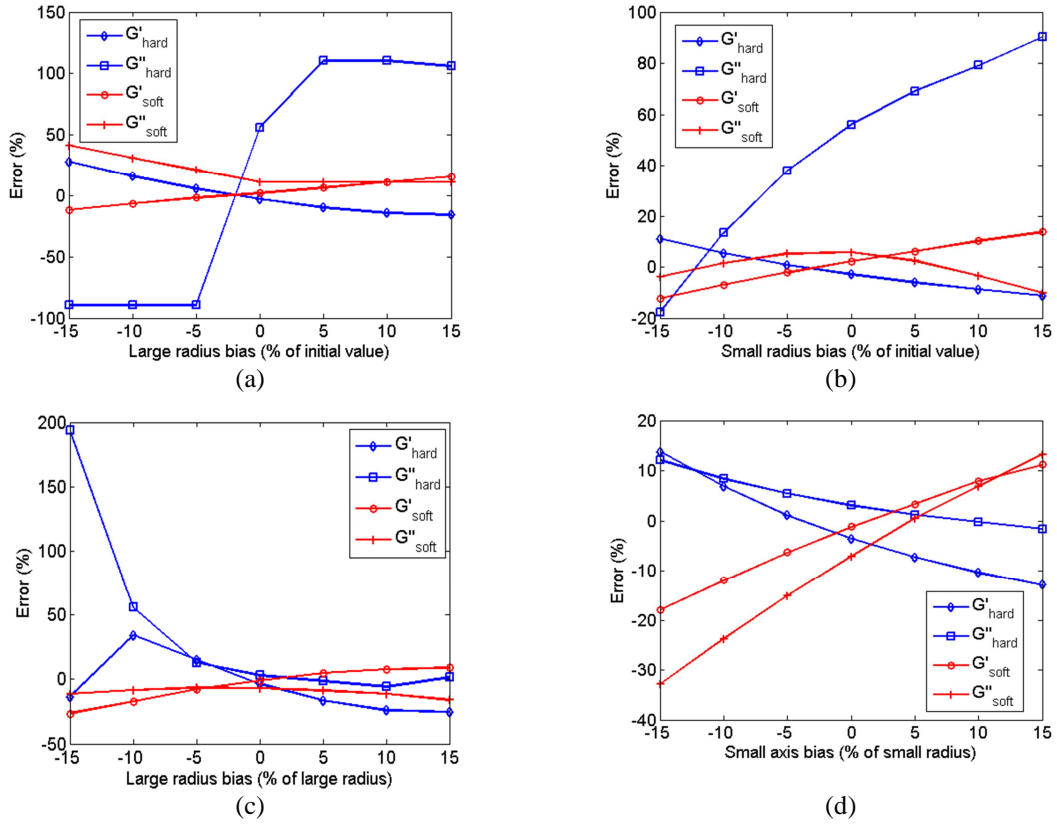 150
100
50
0
-50
-100
Error (%)
G'hard
G''hard
G'soft
G''soft
-15 -10 -5 0 5 10 15
Large radius bias (% of initial value)
(a)
100
80
60
40
20
0
-20
Error (%)
G'hard
G''hard
G'soft
G''soft
-15 -10 -5 0 5 10 15
Small radius bias (% of initial value)
(b)
200
150
100
50
0
-50
Error (%)
G'hard
G''hard
G'soft
G''soft
-15 -10 -5 0 5 10 15
Large radius bias (% of large radius)
(c)
20
10
0
-10
-20
-30
-40
Error (%)
G'hard
G''hard
G'soft
G''soft
-15 -10 -5 0 5 10 15
Small axis bias (% of small radius)
(d)